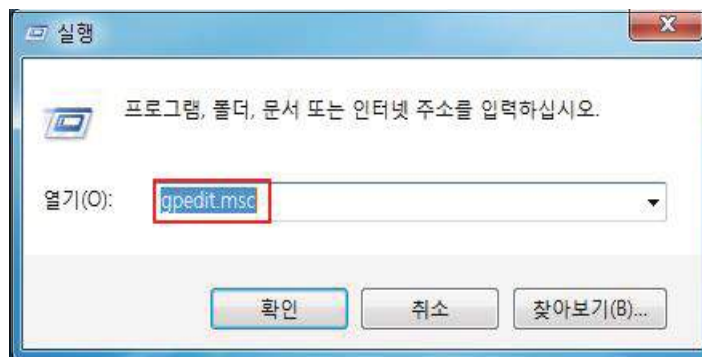 실행
프로그램, 폴더, 문서 또는 인터넷 주소를 입력하십시오.
열기(O): gpedit.msc
확인 취소 찾아보기(B)...